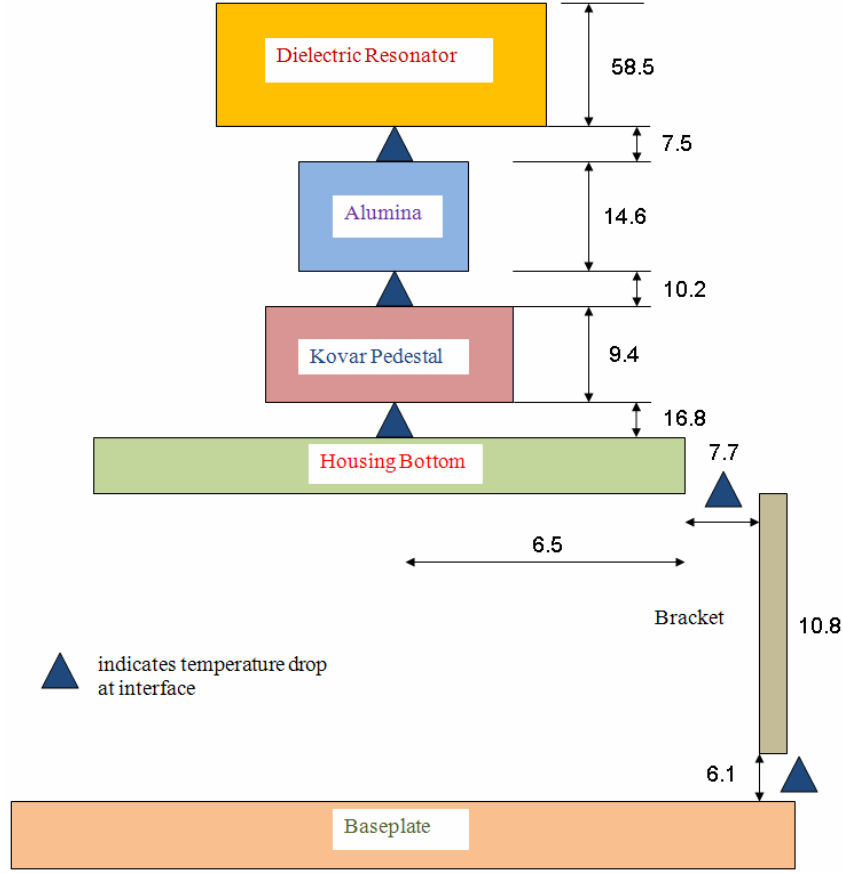 Dielectric Resonator
58.5
7.5
Alumina
14.6
10.2
Kovar Pedestal
9.4
16.8
Housing Bottom
7.7
6.5
Bracket
10.8
indicates temperature drop
at interface
6.1
Baseplate